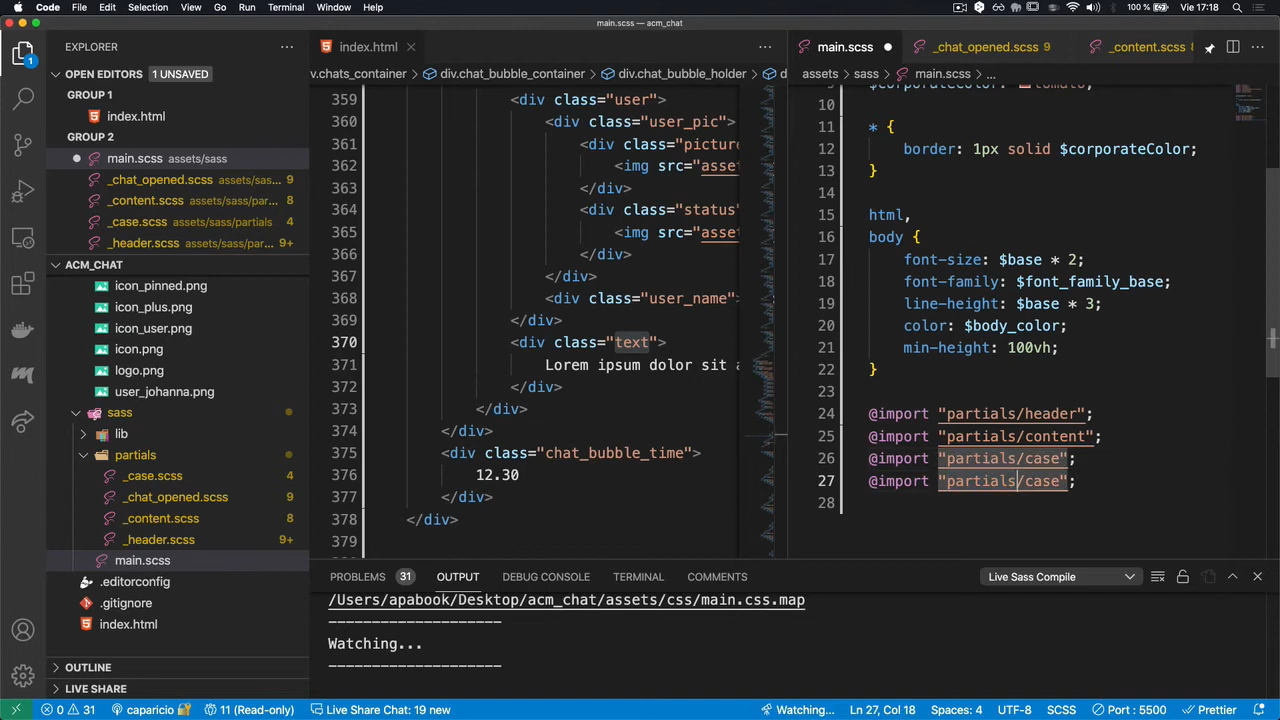 Code File Edit Selection View Go Run Terminal Window Help 100 % Vie 17:18
main.scss — acm_chat
EXPLORER
OPEN EDITORS 1 UNSAVED
GROUP 1
index.html
GROUP 2
main.scss assets/sass
_chat_opened.scss assets/sas... 9
_content.scss assets/sass/par... 8
_case.scss assets/sass/partials 4
_header.scss assets/sass/par... 9+
ACM_CHAT
icon_pinned.png
icon_plus.png
icon_user.png
icon.png
logo.png
user_johanna.png
sass
lib
partials
_case.scss 4
_chat_opened.scss 9
_content.scss 8
_header.scss 9+
main.scss
.editorconfig
.gitignore
index.html
OUTLINE
LIVE SHARE
1
index.html
v.chats_container > div.chat_bubble_container > div.chat_bubble_holder > d
359 <div class="user">
360 <div class="user_pic">
361 <div class="picture
362 <img src="asse
363 </div>
364 <div class="status"
365 <img src="asse
366 </div>
367 </div>
368 <div class="user_name">
369 </div>
370 <div class="text">
371 Lorem ipsum dolor sit a
372 </div>
373 </div>
374 </div>
375 <div class="chat_bubble_time">
376 12.30
377 </div>
378 </div>
379
main.scss _chat_opened.scss 9 _content.scss 8
assets > sass > main.scss > ...
$corporateColor: tomato;
10
11 * {
12 border: 1px solid $corporateColor;
13 }
14
15 html,
16 body {
17 font-size: $base * 2;
18 font-family: $font_family_base;
19 line-height: $base * 3;
20 color: $body_color;
21 min-height: 100vh;
22 }
23
24 @import "partials/header";
25 @import "partials/content";
26 @import "partials/case";
27 @import "partials/case";
28
PROBLEMS 31 OUTPUT DEBUG CONSOLE TERMINAL COMMENTS Live Sass Compile
/Users/apabook/Desktop/acm_chat/assets/css/main.css.map
--------------------
Watching...
--------------------
0 31 caparicio 11 (Read-only) Live Share Chat: 19 new Watching... Ln 27, Col 18 Spaces: 4 UTF-8 LF SCSS Port : 5500 Prettier